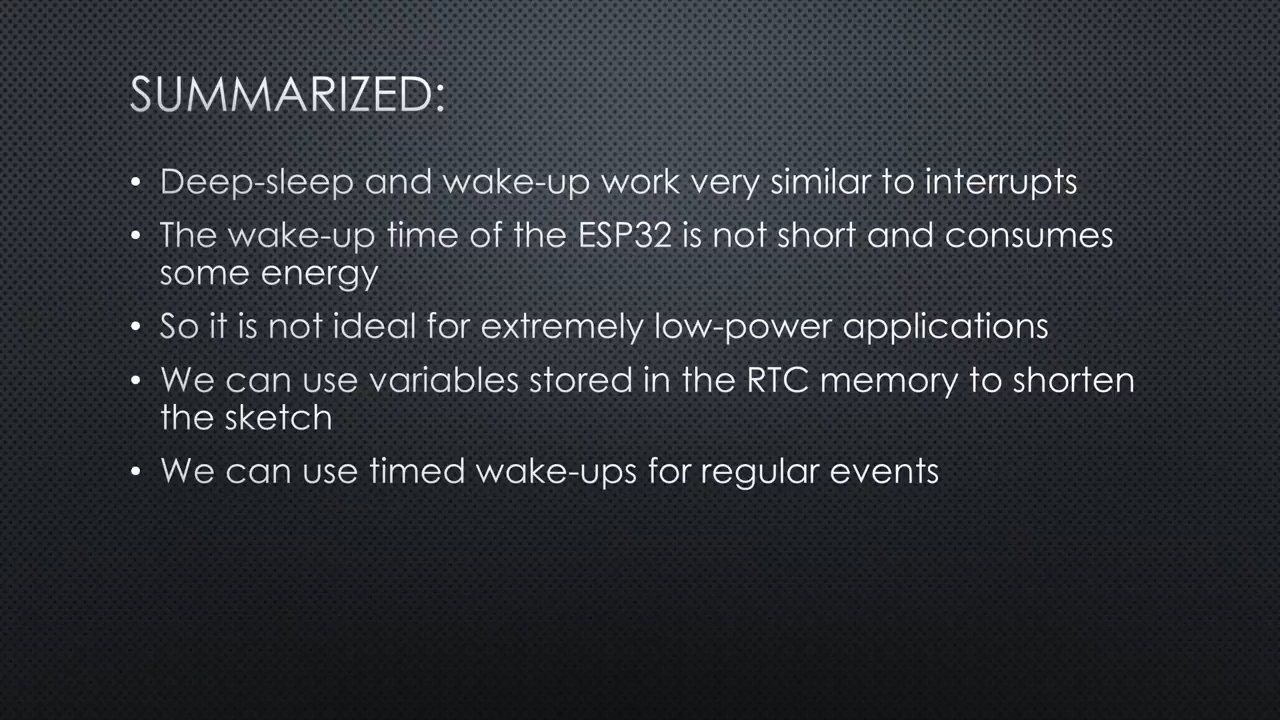 SUMMARIZED:
• Deep-sleep and wake-up work very similar to interrupts
• The wake-up time of the ESP32 is not short and consumes
some energy
• So it is not ideal for extremely low-power applications
• We can use variables stored in the RTC memory to shorten
the sketch
• We can use timed wake-ups for regular events